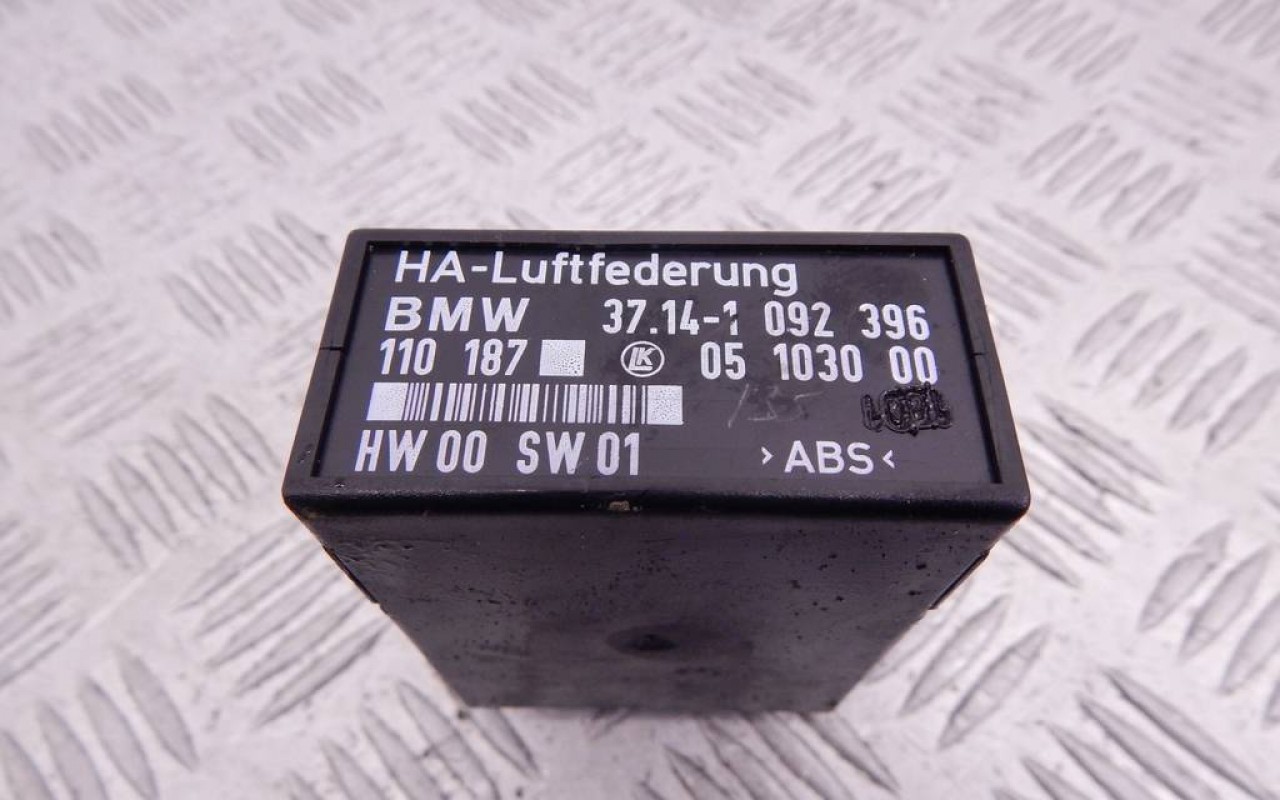 HA-Luftfederung
BMW 37.14-1 092 396
110 187 LK 05 1030 00
HW 00 SW 01 >ABS<